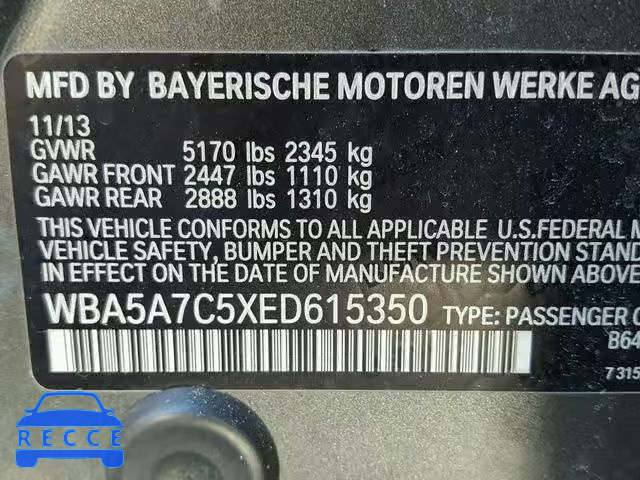 MFD BY BAYERISCHE MOTOREN WERKE AG
11/13
GVWR 5170 lbs 2345 kg
GAWR FRONT 2447 lbs 1110 kg
GAWR REAR 2888 lbs 1310 kg
THIS VEHICLE CONFORMS TO ALL APPLICABLE U.S.FEDERAL M
VEHICLE SAFETY, BUMPER AND THEFT PREVENTION STAND
IN EFFECT ON THE DATE OF MANUFACTURE SHOWN ABOVE
WBA5A7C5XED615350 TYPE: PASSENGER C
B64
7 315
RECCE